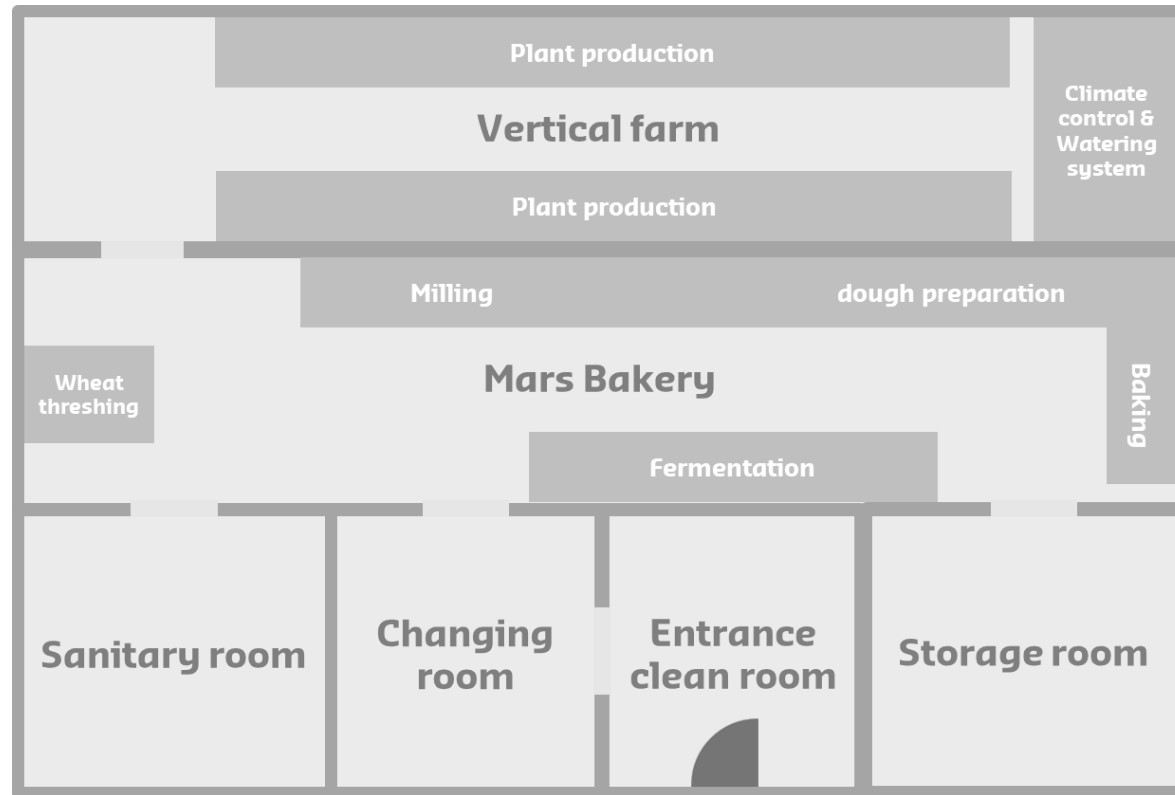 Plant production
Vertical farm
Climate
control &
Watering
system
Plant production
Milling
dough preparation
Wheat
threshing
Mars Bakery
Baking
Fermentation
Sanitary room
Changing
room
Entrance
clean room
Storage room